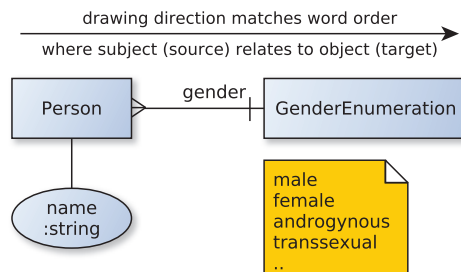 drawing direction matches word order
where subject (source) relates to object (target)
gender
Person
GenderEnumeration
name
:string
male
female
androgynous
transsexual
..